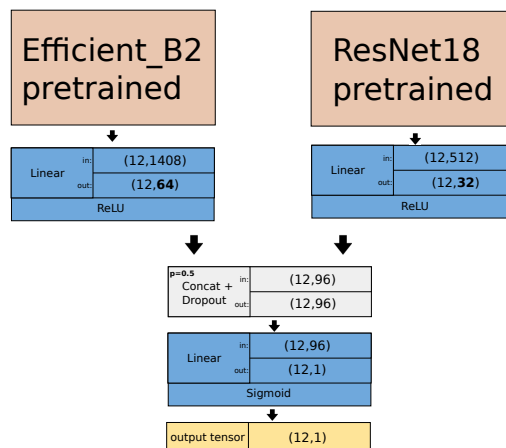 Efficient_B2
pretrained
ResNet18
pretrained
Linear
in:
(12,1408)
out:
(12,64)
ReLU
Linear
in:
(12,512)
out:
(12,32)
ReLU
p=0.5
Concat +
Dropout
in:
(12,96)
out:
(12,96)
Linear
in:
(12,96)
out:
(12,1)
Sigmoid
output tensor
(12,1)